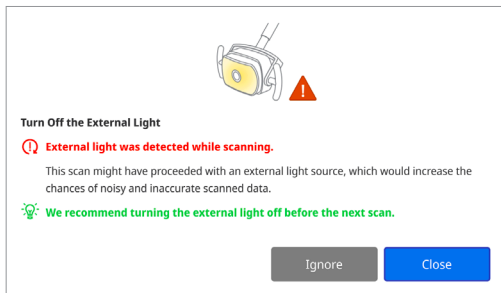 Turn Off the External Light
External light was detected while scanning.
This scan might have proceeded with an external light source, which would increase the
chances of noisy and inaccurate scanned data.
We recommend turning the external light off before the next scan.
Ignore
Close